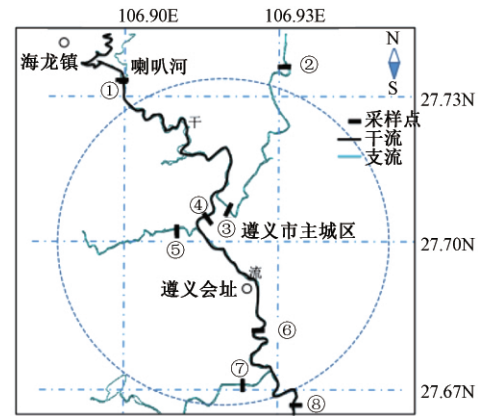 106.90E 106.93E
N
S
海龙镇
喇叭河
①
②
27.73N
采样点
干流
支流
干
④
③
遵义市主城区
⑤
27.70N
流
遵义会址
⑥
⑦
27.67N
⑧